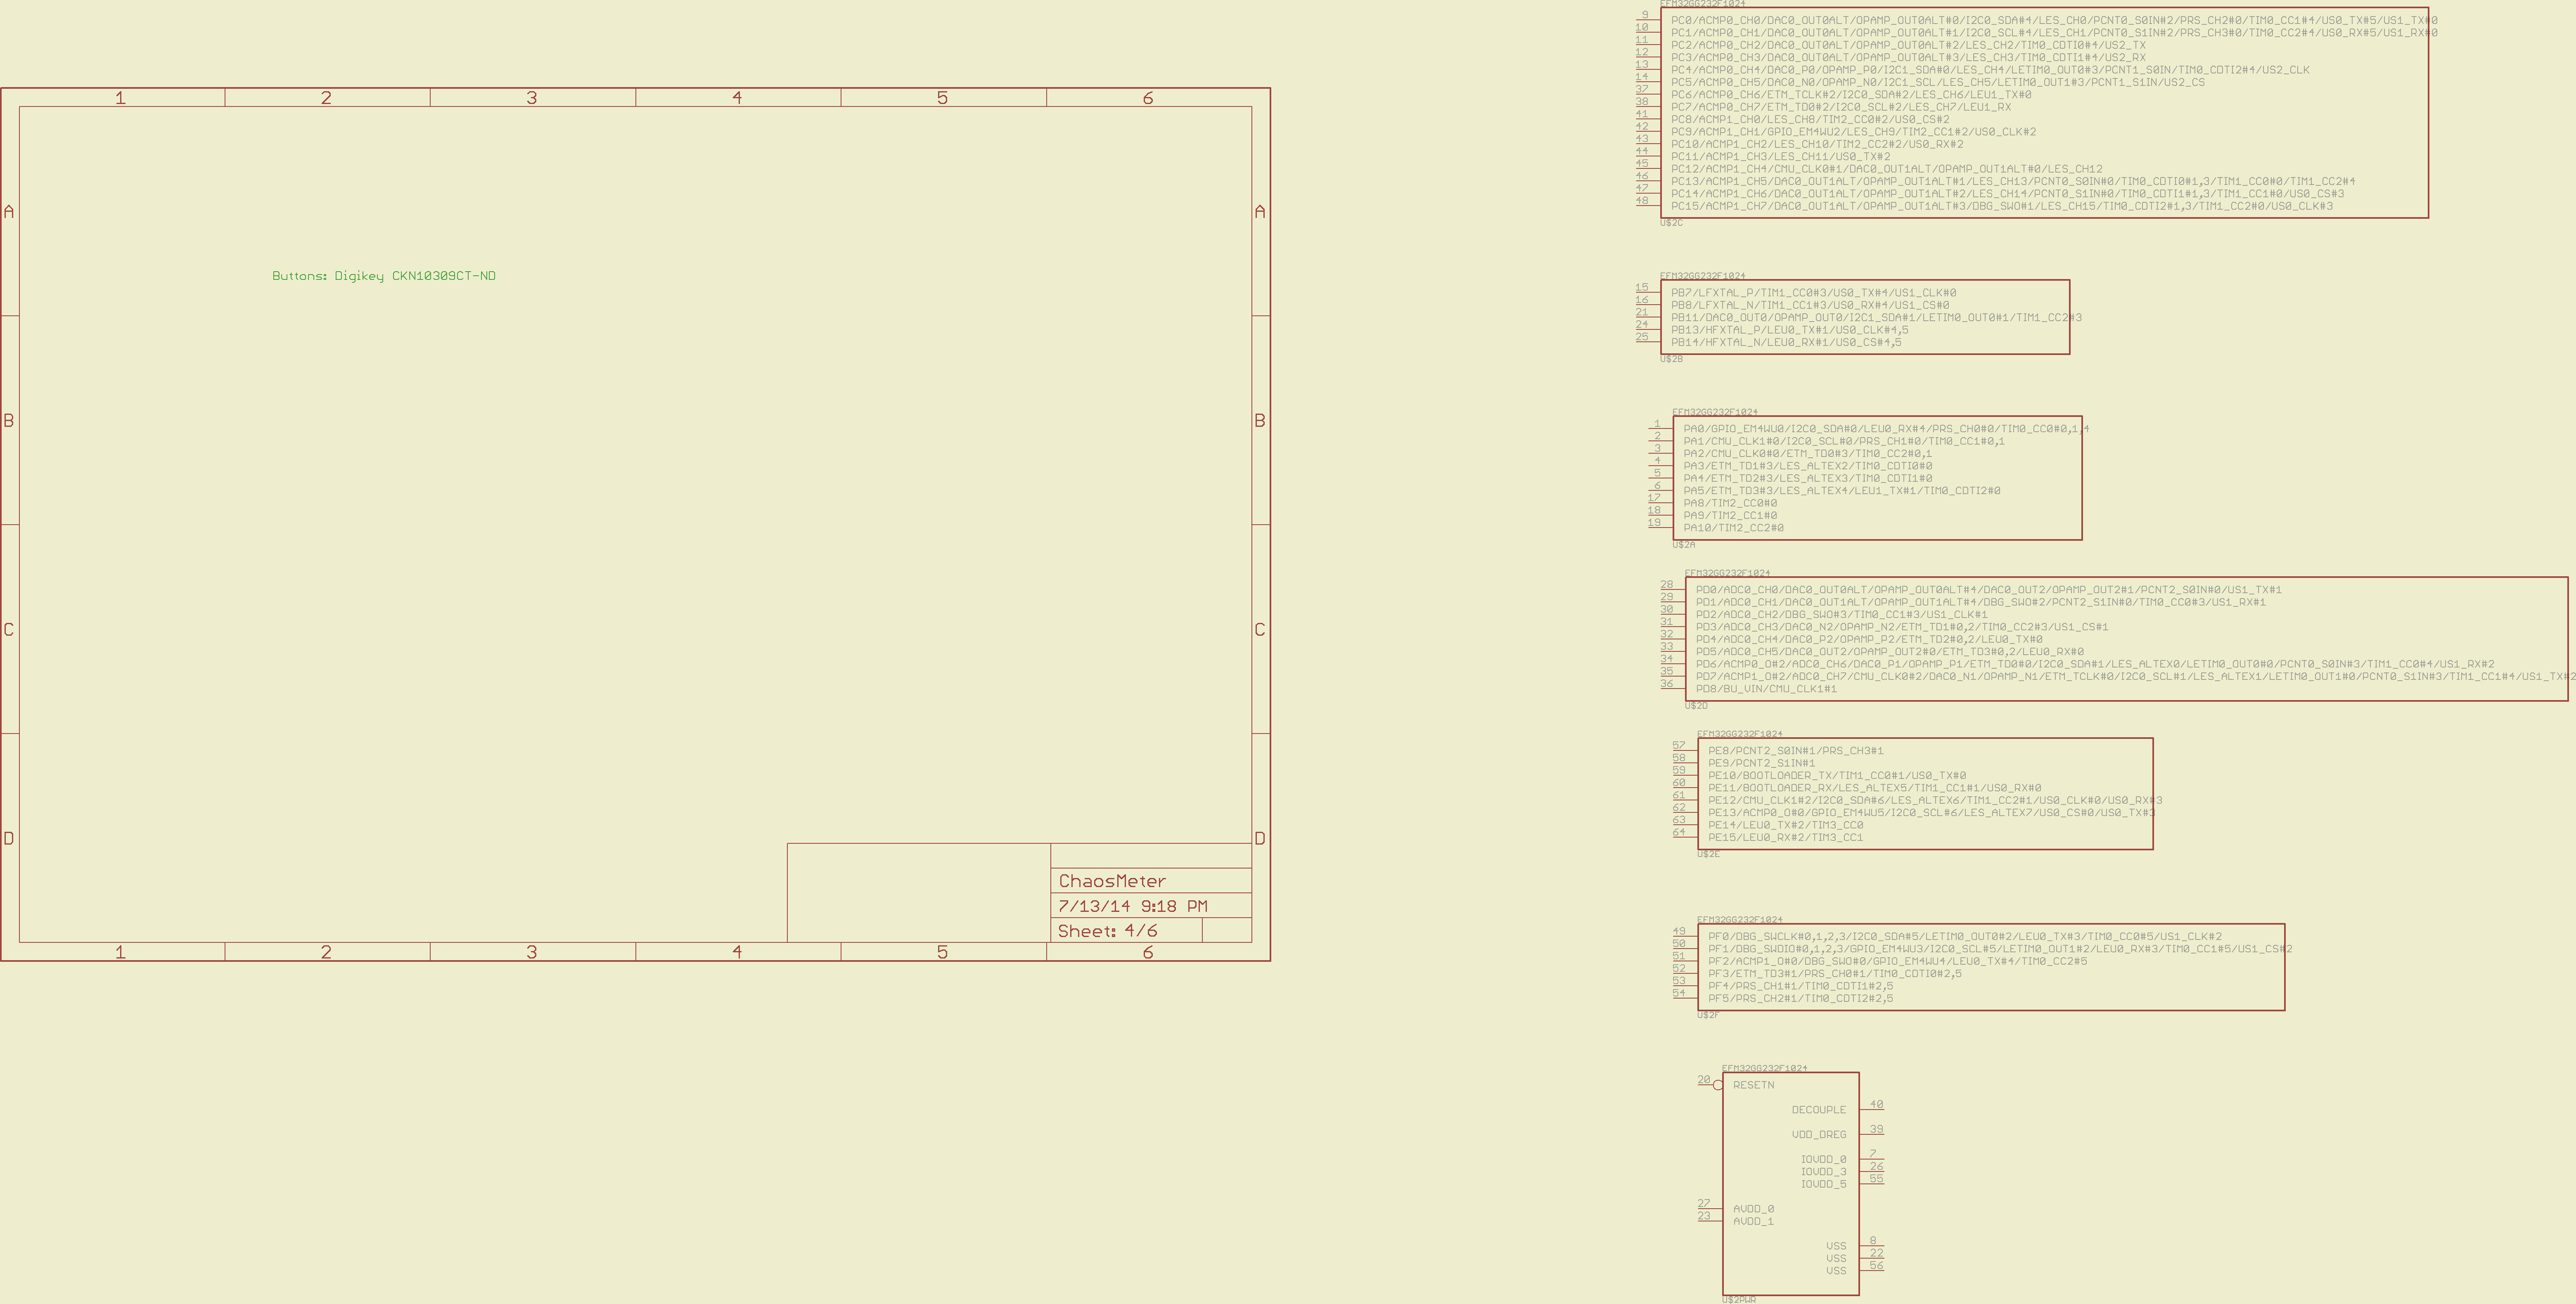 1 2 3 4 5 6
A A
Buttons: Digikey CKN10309CT-ND
B B
C C
D D
ChaosMeter
7/13/14 9:18 PM
Sheet: 4/6
1 2 3 4 5 6
EFM32GG232F1024
9 PC0/ACMP0_CH0/DAC0_OUT0ALT/OPAMP_OUT0ALT#0/I2C0_SDA#4/LES_CH0/PCNT0_S0IN#2/PRS_CH2#0/TIM0_CC1#4/US0_TX#5/US1_TX#0
10 PC1/ACMP0_CH1/DAC0_OUT0ALT/OPAMP_OUT0ALT#1/I2C0_SCL#4/LES_CH1/PCNT0_S1IN#2/PRS_CH3#0/TIM0_CC2#4/US0_RX#5/US1_RX#0
11 PC2/ACMP0_CH2/DAC0_OUT0ALT/OPAMP_OUT0ALT#2/LES_CH2/TIM0_CDTI0#4/US2_TX
12 PC3/ACMP0_CH3/DAC0_OUT0ALT/OPAMP_OUT0ALT#3/LES_CH3/TIM0_CDTI1#4/US2_RX
13 PC4/ACMP0_CH4/DAC0_P0/OPAMP_P0/I2C1_SDA#0/LES_CH4/LETIM0_OUT0#3/PCNT1_S0IN/TIM0_CDTI2#4/US2_CLK
14 PC5/ACMP0_CH5/DAC0_N0/OPAMP_N0/I2C1_SCL/LES_CH5/LETIM0_OUT1#3/PCNT1_S1IN/US2_CS
37 PC6/ACMP0_CH6/ETM_TCLK#2/I2C0_SDA#2/LES_CH6/LEU1_TX#0
38 PC7/ACMP0_CH7/ETM_TD0#2/I2C0_SCL#2/LES_CH7/LEU1_RX
41 PC8/ACMP1_CH0/LES_CH8/TIM2_CC0#2/US0_CS#2
42 PC9/ACMP1_CH1/GPIO_EM4WU2/LES_CH9/TIM2_CC1#2/US0_CLK#2
43 PC10/ACMP1_CH2/LES_CH10/TIM2_CC2#2/US0_RX#2
44 PC11/ACMP1_CH3/LES_CH11/US0_TX#2
45 PC12/ACMP1_CH4/CMU_CLK0#1/DAC0_OUT1ALT/OPAMP_OUT1ALT#0/LES_CH12
46 PC13/ACMP1_CH5/DAC0_OUT1ALT/OPAMP_OUT1ALT#1/LES_CH13/PCNT0_S0IN#0/TIM0_CDTI0#1,3/TIM1_CC0#0/TIM1_CC2#4
47 PC14/ACMP1_CH6/DAC0_OUT1ALT/OPAMP_OUT1ALT#2/LES_CH14/PCNT0_S1IN#0/TIM0_CDTI1#1,3/TIM1_CC1#0/US0_CS#3
48 PC15/ACMP1_CH7/DAC0_OUT1ALT/OPAMP_OUT1ALT#3/DBG_SWO#1/LES_CH15/TIM0_CDTI2#1,3/TIM1_CC2#0/US0_CLK#3
U$2C
EFM32GG232F1024
15 PB7/LFXTAL_P/TIM1_CC0#3/US0_TX#4/US1_CLK#0
16 PB8/LFXTAL_N/TIM1_CC1#3/US0_RX#4/US1_CS#0
21 PB11/DAC0_OUT0/OPAMP_OUT0/I2C1_SDA#1/LETIM0_OUT0#1/TIM1_CC2#3
24 PB13/HFXTAL_P/LEU0_TX#1/US0_CLK#4,5
25 PB14/HFXTAL_N/LEU0_RX#1/US0_CS#4,5
U$2B
EFM32GG232F1024
1 PA0/GPIO_EM4WU0/I2C0_SDA#0/LEU0_RX#4/PRS_CH0#0/TIM0_CC0#0,1,4
2 PA1/CMU_CLK1#0/I2C0_SCL#0/PRS_CH1#0/TIM0_CC1#0,1
3 PA2/CMU_CLK0#0/ETM_TD0#3/TIM0_CC2#0,1
4 PA3/ETM_TD1#3/LES_ALTEX2/TIM0_CDTI0#0
5 PA4/ETM_TD2#3/LES_ALTEX3/TIM0_CDTI1#0
6 PA5/ETM_TD3#3/LES_ALTEX4/LEU1_TX#1/TIM0_CDTI2#0
17 PA8/TIM2_CC0#0
18 PA9/TIM2_CC1#0
19 PA10/TIM2_CC2#0
U$2A
EFM32GG232F1024
28 PD0/ADC0_CH0/DAC0_OUT0ALT/OPAMP_OUT0ALT#4/DAC0_OUT2/OPAMP_OUT2#1/PCNT2_S0IN#0/US1_TX#1
29 PD1/ADC0_CH1/DAC0_OUT1ALT/OPAMP_OUT1ALT#4/DBG_SWO#2/PCNT2_S1IN#0/TIM0_CC0#3/US1_RX#1
30 PD2/ADC0_CH2/DBG_SWO#3/TIM0_CC1#3/US1_CLK#1
31 PD3/ADC0_CH3/DAC0_N2/OPAMP_N2/ETM_TD1#0,2/TIM0_CC2#3/US1_CS#1
32 PD4/ADC0_CH4/DAC0_P2/OPAMP_P2/ETM_TD2#0,2/LEU0_TX#0
33 PD5/ADC0_CH5/DAC0_OUT2/OPAMP_OUT2#0/ETM_TD3#0,2/LEU0_RX#0
34 PD6/ACMP0_O#2/ADC0_CH6/DAC0_P1/OPAMP_P1/ETM_TD0#0/I2C0_SDA#1/LES_ALTEX0/LETIM0_OUT0#0/PCNT0_S0IN#3/TIM1_CC0#4/US1_RX#2
35 PD7/ACMP1_O#2/ADC0_CH7/CMU_CLK0#2/DAC0_N1/OPAMP_N1/ETM_TCLK#0/I2C0_SCL#1/LES_ALTEX1/LETIM0_OUT1#0/PCNT0_S1IN#3/TIM1_CC1#4/US1_TX#2
36 PD8/BU_VIN/CMU_CLK1#1
U$2D
EFM32GG232F1024
57 PE8/PCNT2_S0IN#1/PRS_CH3#1
58 PE9/PCNT2_S1IN#1
59 PE10/BOOTLOADER_TX/TIM1_CC0#1/US0_TX#0
60 PE11/BOOTLOADER_RX/LES_ALTEX5/TIM1_CC1#1/US0_RX#0
61 PE12/CMU_CLK1#2/I2C0_SDA#6/LES_ALTEX6/TIM1_CC2#1/US0_CLK#0/US0_RX#3
62 PE13/ACMP0_O#0/GPIO_EM4WU5/I2C0_SCL#6/LES_ALTEX7/US0_CS#0/US0_TX#3
63 PE14/LEU0_TX#2/TIM3_CC0
64 PE15/LEU0_RX#2/TIM3_CC1
U$2E
EFM32GG232F1024
49 PF0/DBG_SWCLK#0,1,2,3/I2C0_SDA#5/LETIM0_OUT0#2/LEU0_TX#3/TIM0_CC0#5/US1_CLK#2
50 PF1/DBG_SWDIO#0,1,2,3/GPIO_EM4WU3/I2C0_SCL#5/LETIM0_OUT1#2/LEU0_RX#3/TIM0_CC1#5/US1_CS#2
51 PF2/ACMP1_O#0/DBG_SWO#0/GPIO_EM4WU4/LEU0_TX#4/TIM0_CC2#5
52 PF3/ETM_TD3#1/PRS_CH0#1/TIM0_CDTI0#2,5
53 PF4/PRS_CH1#1/TIM0_CDTI1#2,5
54 PF5/PRS_CH2#1/TIM0_CDTI2#2,5
U$2F
EFM32GG232F1024
20 RESETN
DECOUPLE 40
VDD_DREG 39
IOVDD_0 7
IOVDD_3 26
IOVDD_5 55
27 AVDD_0
23 AVDD_1
VSS 8
VSS 22
VSS 56
U$2PWR